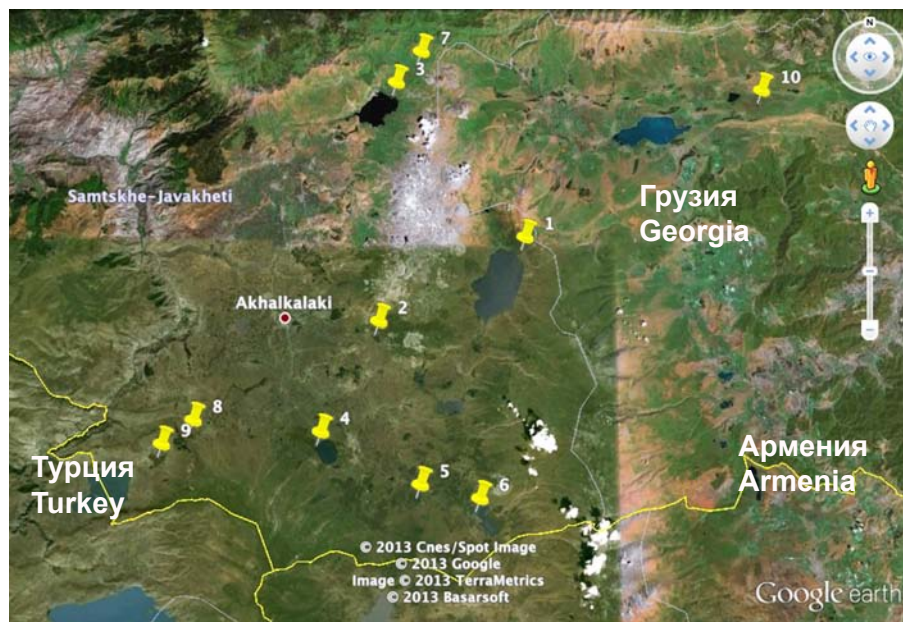 7
3
10
N
Samtskhe-Javakheti
Грузия
Georgia
1
Akhalkalaki
2
8
9
4
Турция
Turkey
Армения
Armenia
5
6
© 2013 Cnes/Spot Image
© 2013 Google
Image © 2013 TerraMetrics
© 2013 Basarsoft
Google earth